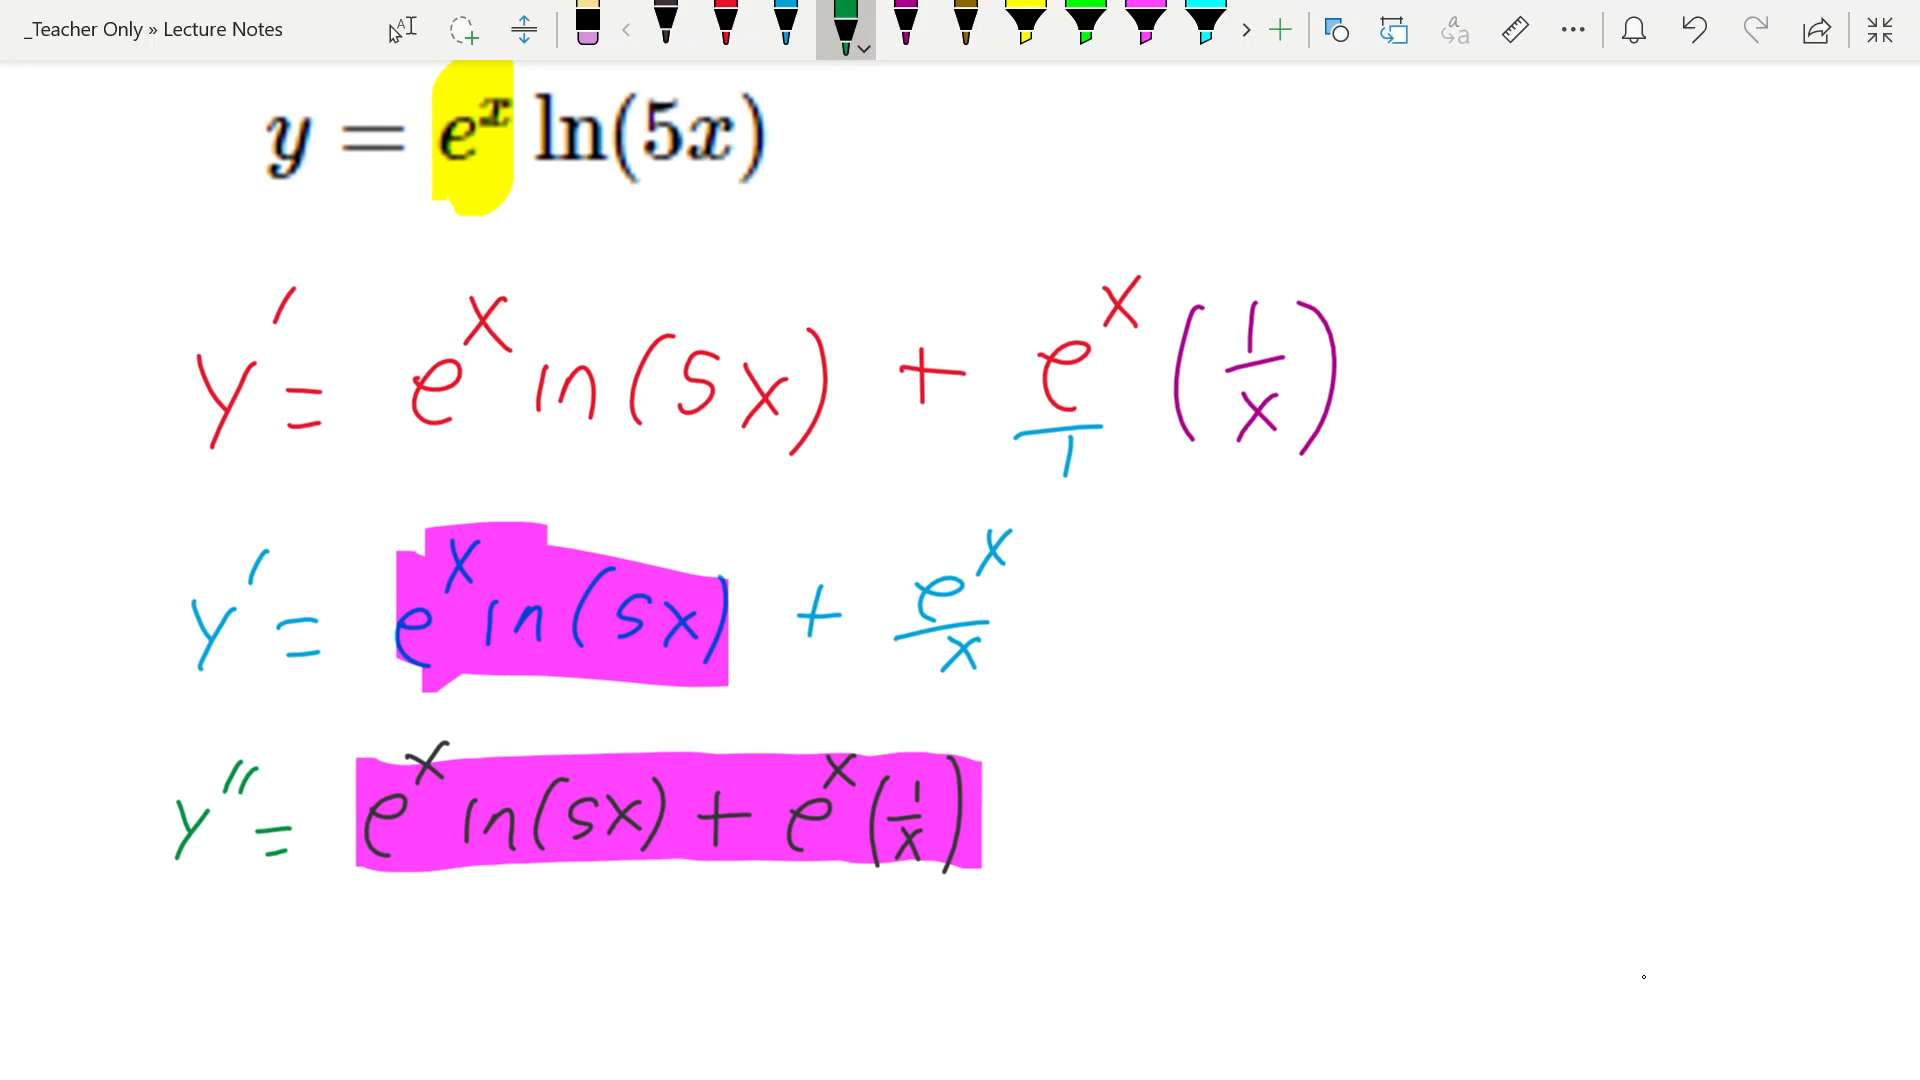 _Teacher Only » Lecture Notes
y = e^x ln(5x)
y' = e^x ln(5x) + e^x/1 (1/x)
y' = e^x ln(5x) + e^x/x
y'' = e^x ln(5x) + e^x (1/x)